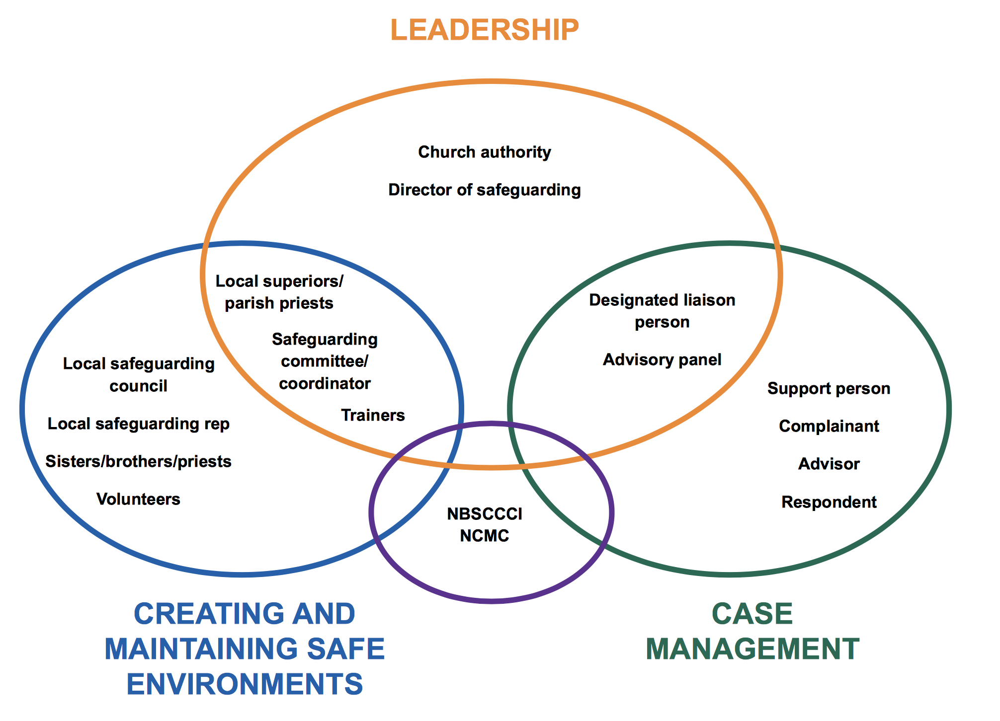 LEADERSHIP
Church authority
Director of safeguarding
Local superiors/
parish priests
Safeguarding
committee/
coordinator
Trainers
Designated liaison
person
Advisory panel
Local safeguarding
council
Local safeguarding rep
Sisters/brothers/priests
Volunteers
Support person
Complainant
Advisor
Respondent
NBSCCCI
NCMC
CREATING AND
MAINTAINING SAFE
ENVIRONMENTS
CASE
MANAGEMENT